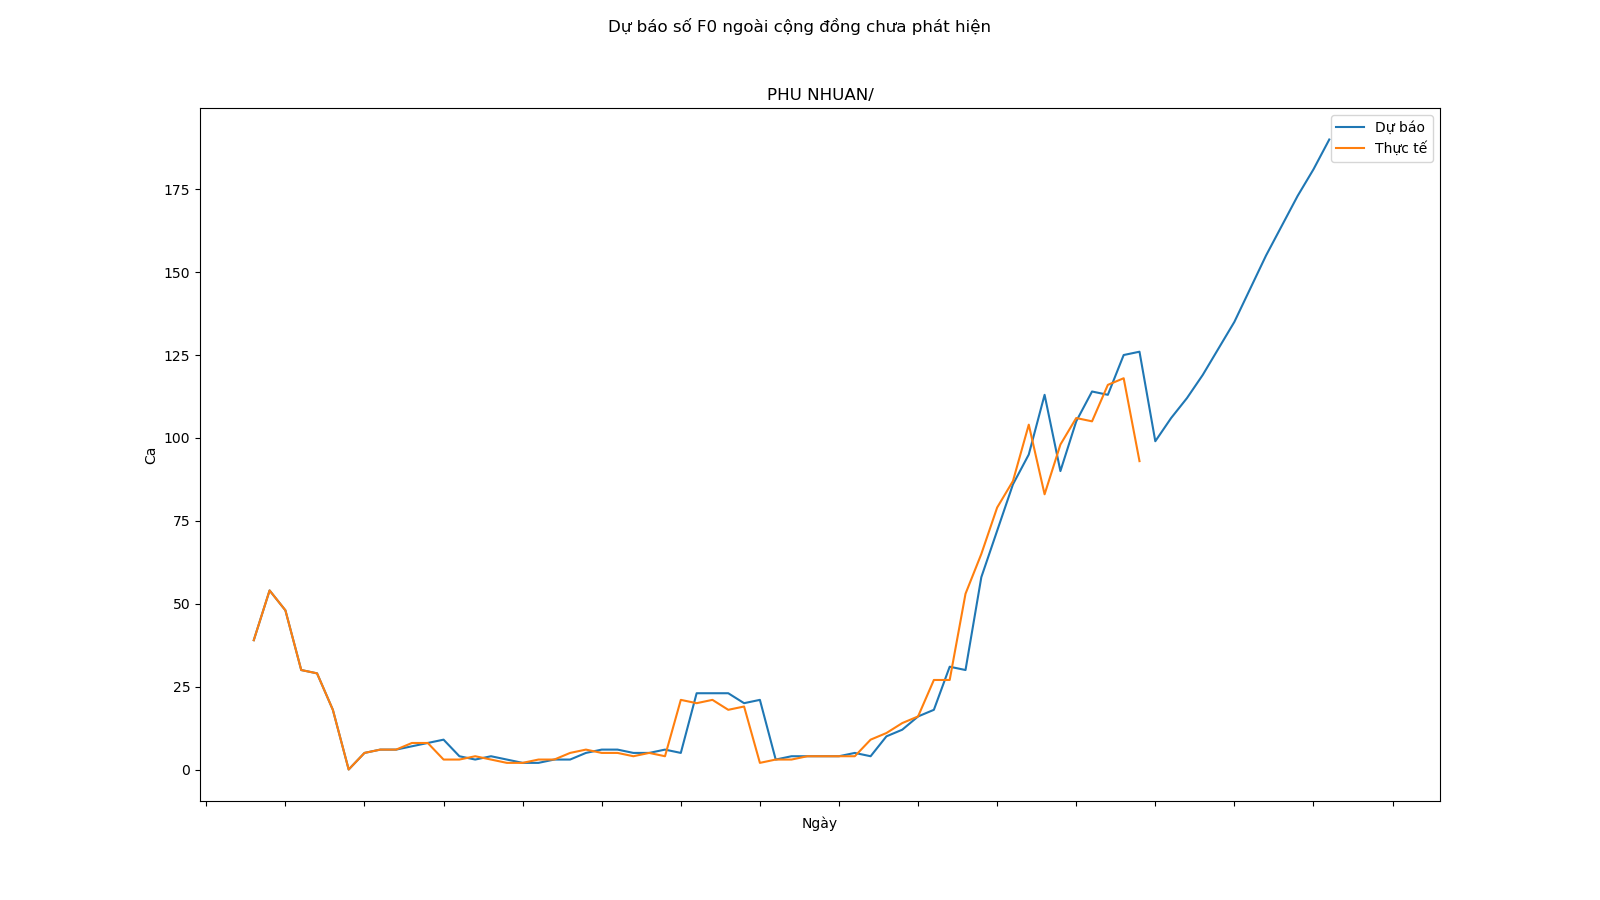 Dự báo số F0 ngoài cộng đồng chưa phát hiện
PHU NHUAN/
Dự báo
Thực tế
175
150
125
100
75
50
25
0
Ca
Ngày